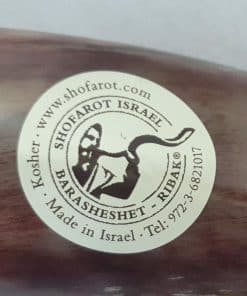 Kosher · www.shofarot.com
SHOFAROT ISRAEL
BARASHESHET - RIBAK®
Made in Israel · Tel: 972-3-6821017